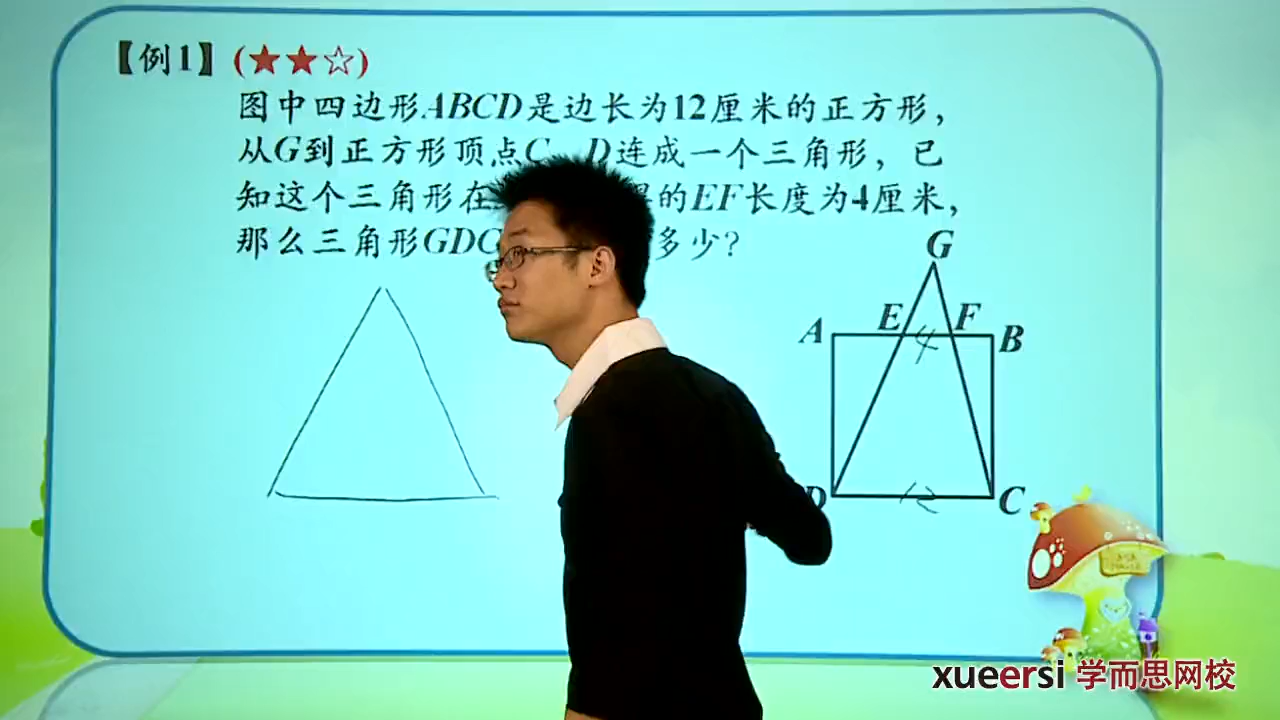 【例1】(★★☆)
图中四边形ABCD是边长为12厘米的正方形,
从G到正方形顶点C D连成一个三角形, 已
知这个三角形在 的EF长度为4厘米,
那么三角形GDC 多少?
G
E F
A 4 B
D 12 C
xueersi 学而思网校